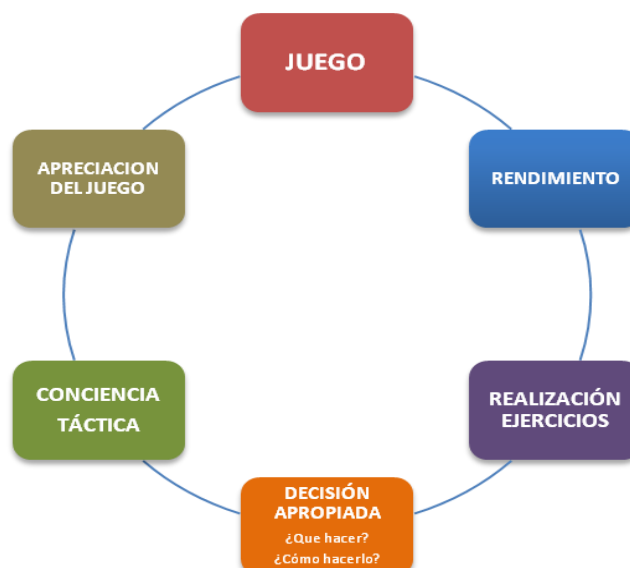 JUEGO
RENDIMIENTO
REALIZACIÓN
EJERCICIOS
DECISIÓN
APROPIADA
¿Que hacer?
¿Cómo hacerlo?
CONCIENCIA
TÁCTICA
APRECIACION
DEL JUEGO